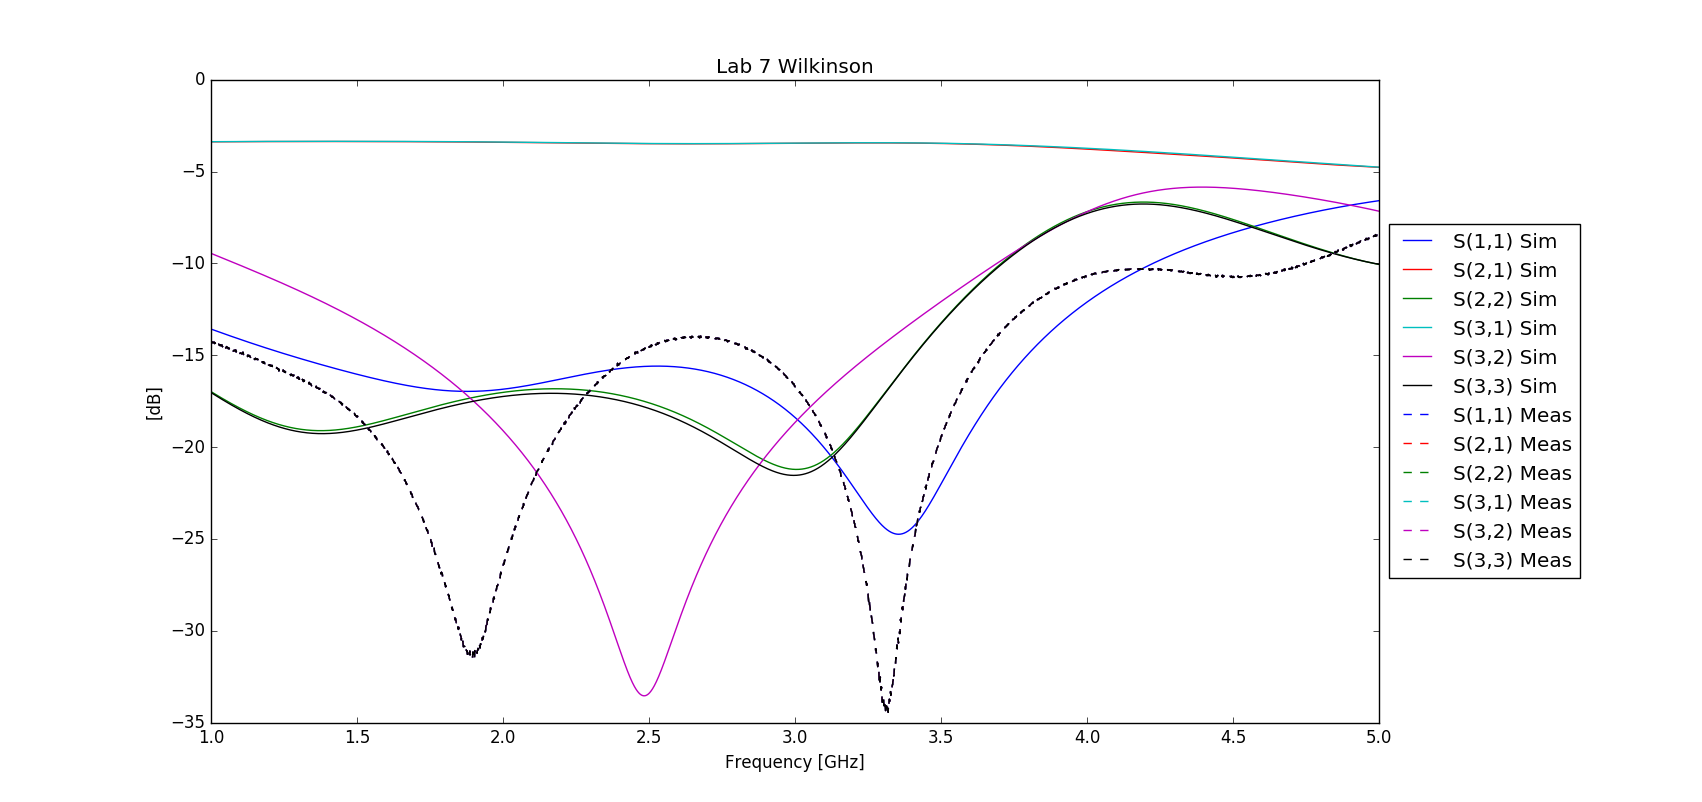 Lab 7 Wilkinson
0
−5
−10
−15
−20
−25
−30
−35
[dB]
1.0 1.5 2.0 2.5 3.0 3.5 4.0 4.5 5.0
Frequency [GHz]
S(1,1) Sim
S(2,1) Sim
S(2,2) Sim
S(3,1) Sim
S(3,2) Sim
S(3,3) Sim
S(1,1) Meas
S(2,1) Meas
S(2,2) Meas
S(3,1) Meas
S(3,2) Meas
S(3,3) Meas